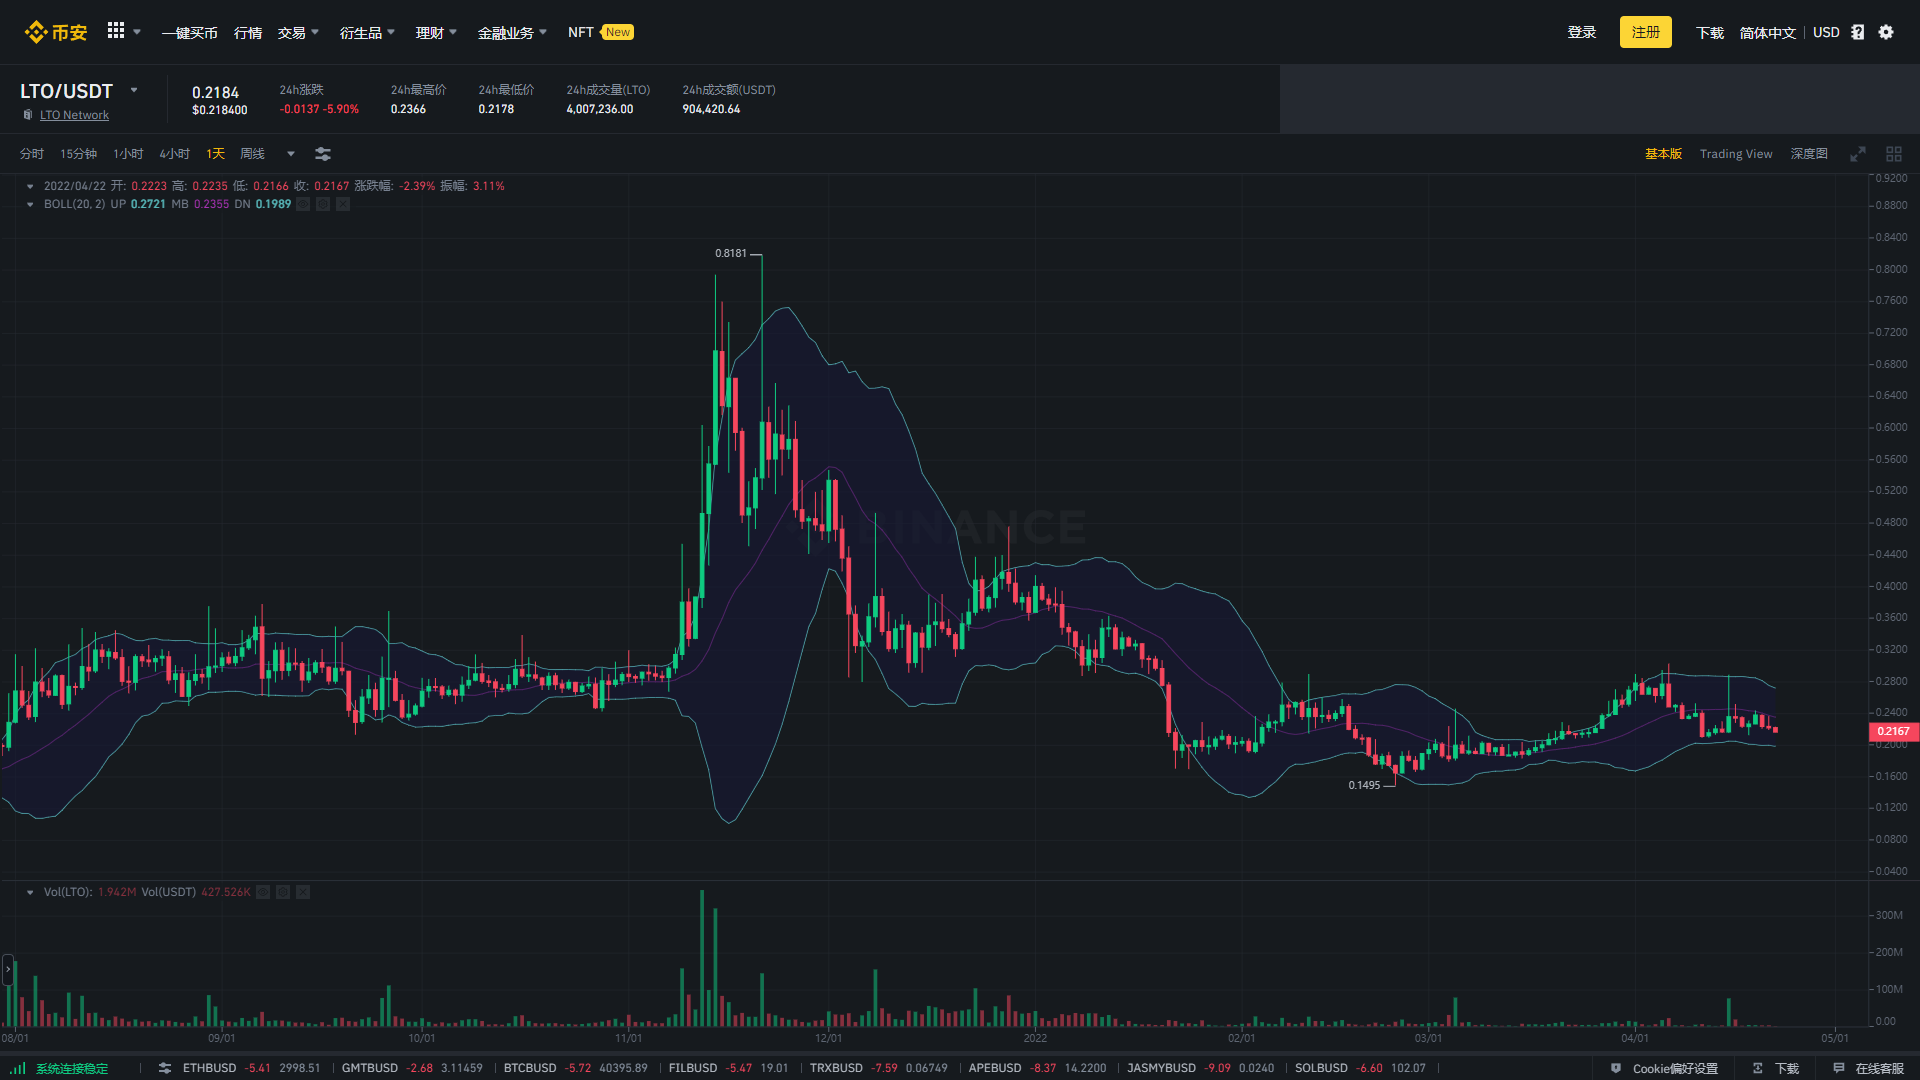 币安 一键买币 行情 交易 衍生品 理财 金融业务 NFT New 登录 注册 下载 简体中文 USD
LTO/USDT
LTO Network
0.2184
$0.218400
24h涨跌
-0.0137 -5.90%
24h最高价
0.2366
24h最低价
0.2178
24h成交量(LTO)
4,007,236.00
24h成交额(USDT)
904,420.64
分时 15分钟 1小时 4小时 1天 周线 基本版 Trading View 深度图
2022/04/22 开: 0.2223 高: 0.2235 低: 0.2166 收: 0.2167 涨跌幅: -2.39% 振幅: 3.11%
BOLL(20, 2) UP 0.2721 MB 0.2355 DN 0.1989
0.9200
0.8800
0.8400
0.8181
0.8000
0.7600
0.7200
0.6800
0.6400
0.6000
0.5600
0.5200
BINANCE
0.4800
0.4400
0.4000
0.3600
0.3200
0.2800
0.2400
0.2167
0.2000
0.1600
0.1495
0.1200
0.0800
0.0400
Vol(LTO): 1.942M Vol(USDT) 427.526K
300M
200M
100M
0.00
08/01 09/01 10/01 11/01 12/01 2022 02/01 03/01 04/01 05/01
系统连接稳定 ETHBUSD -5.41 2998.51 GMTBUSD -2.68 3.11459 BTCBUSD -5.72 40395.89 FILBUSD -5.47 19.01 TRXBUSD -7.59 0.06749 APEBUSD -8.37 14.2200 JASMYBUSD -9.09 0.0240 SOLBUSD -6.60 102.07 Cookie偏好设置 下载 在线客服